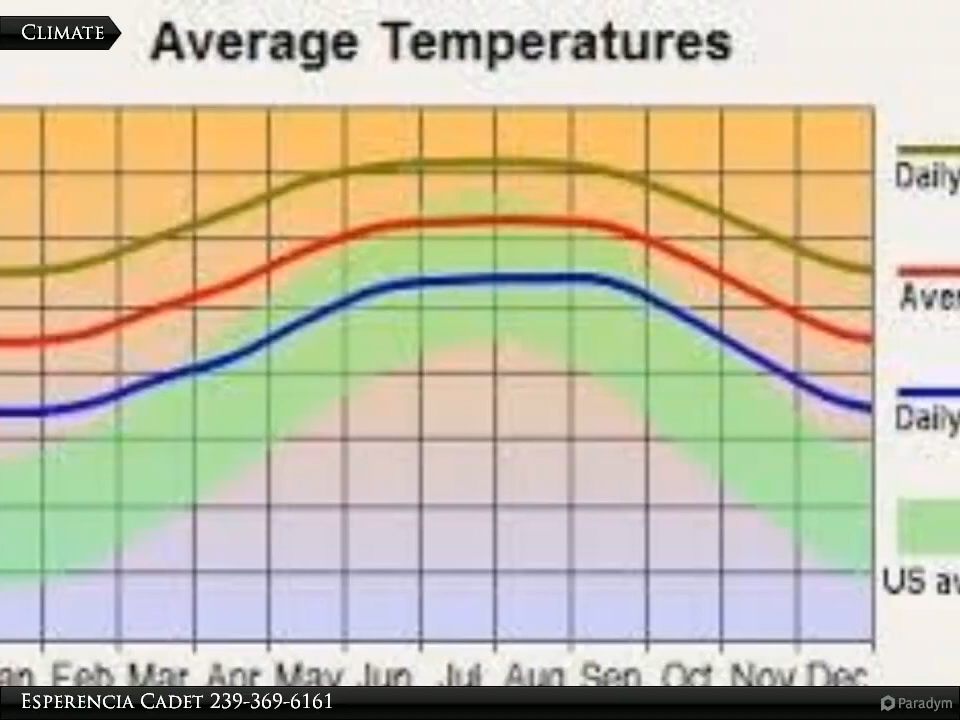 Climate
Average Temperatures
Daily
Aver
Daily
US av
an Feb Mar Apr May Jun Jul Aug Sep Oct Nov Dec
Esperencia Cadet 239-369-6161
Paradym